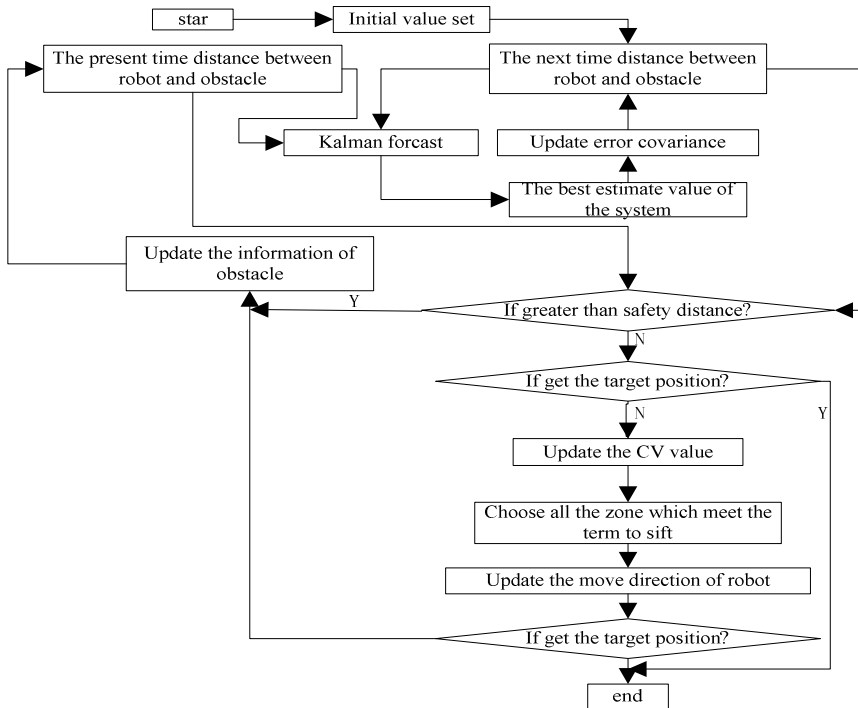 star
Initial value set
The present time distance between
robot and obstacle
The next time distance between
robot and obstacle
Kalman forcast
Update error covariance
The best estimate value of
the system
Update the information of
obstacle
Y
If greater than safety distance?
N
If get the target position?
N
Y
Update the CV value
Choose all the zone which meet the
term to sift
Update the move direction of robot
If get the target position?
end